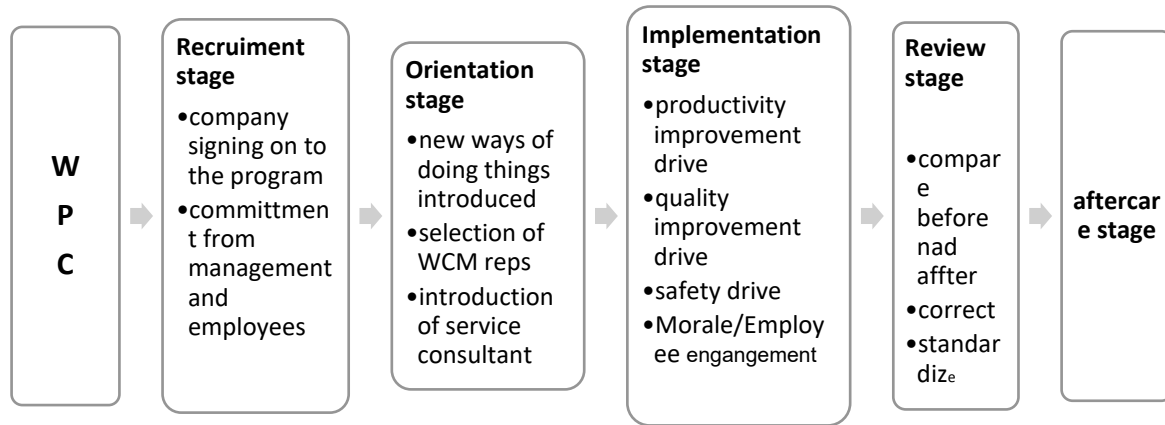 W
P
C
Recruiment
stage
•company
signing on to
the program
•committmen
t from
management
and
employees
Orientation
stage
•new ways of
doing things
introduced
•selection of
WCM reps
•introduction
of service
consultant
Implementation
stage
•productivity
improvement
drive
•quality
improvement
drive
•safety drive
•Morale/Employ
ee engangement
Review
stage
•compar
e
before
nad
affter
•correct
•standar
dize
aftercar
e stage